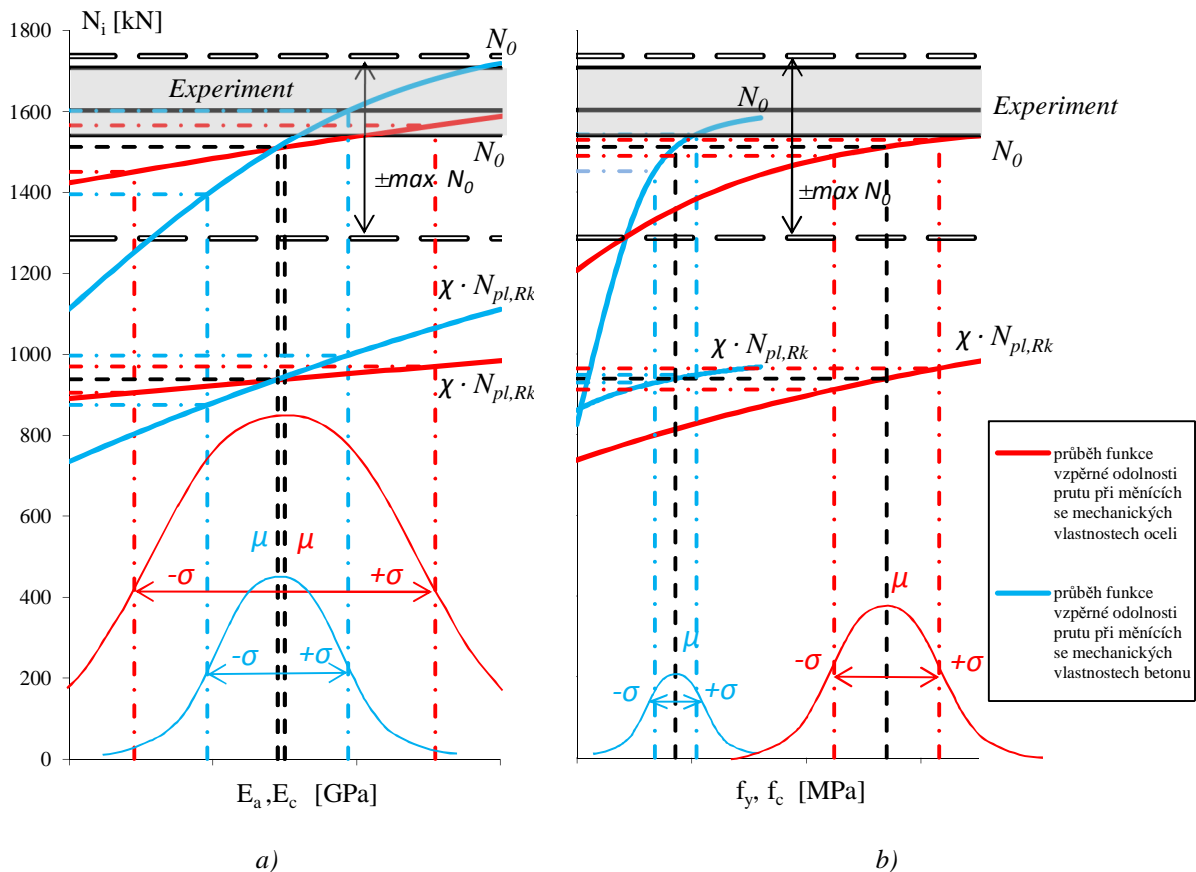 N_i [kN]
1800
1600
1400
1200
1000
800
600
400
200
0
N_0
Experiment
N_0
±max N_0
χ · N_pl,Rk
χ · N_pl,Rk
μ μ
-σ +σ
-σ +σ
E_a ,E_c [GPa]
a)
N_0
Experiment
N_0
±max N_0
χ · N_pl,Rk
χ · N_pl,Rk
μ
μ
-σ +σ
-σ +σ
f_y, f_c [MPa]
b)
průběh funkce
vzpěrné odolnosti
prutu při měnících
se mechanických
vlastnostech oceli
průběh funkce
vzpěrné odolnosti
prutu při měnících
se mechanických
vlastnostech betonu